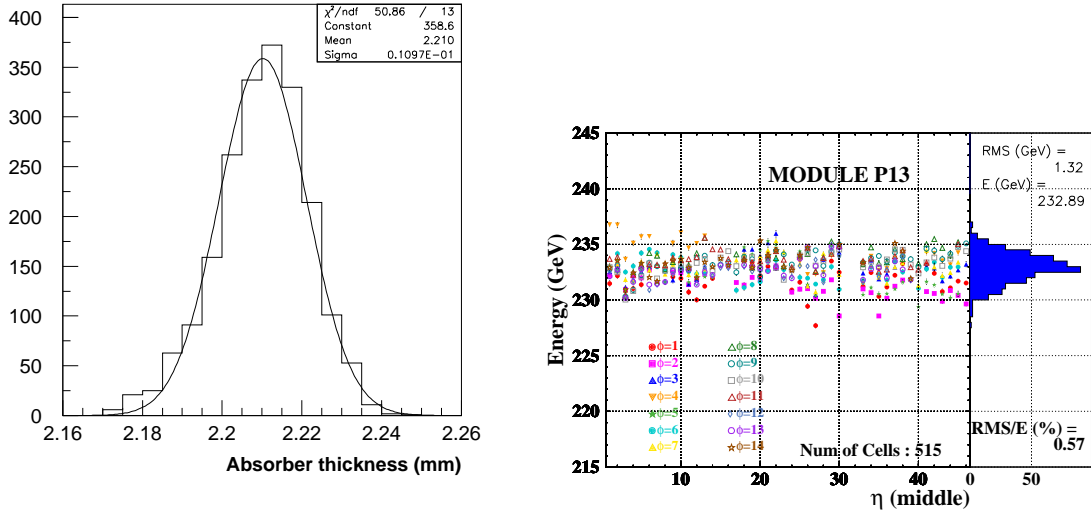 χ²/ndf 50.86 / 13
Constant 358.6
Mean 2.210
Sigma 0.1097E-01
400
350
300
250
200
150
100
50
0
2.16 2.18 2.2 2.22 2.24 2.26
Absorber thickness (mm)
Energy (GeV)
245
240
235
230
225
220
215
MODULE P13
RMS (GeV) =
1.32
E (GeV) =
232.89
ϕ=1 ϕ=8
ϕ=2 ϕ=9
ϕ=3 ϕ=10
ϕ=4 ϕ=11
ϕ=5 ϕ=12
ϕ=6 ϕ=13
ϕ=7 ϕ=14
Num of Cells : 515
RMS/E (%) =
0.57
10 20 30 40 0 50
η (middle)